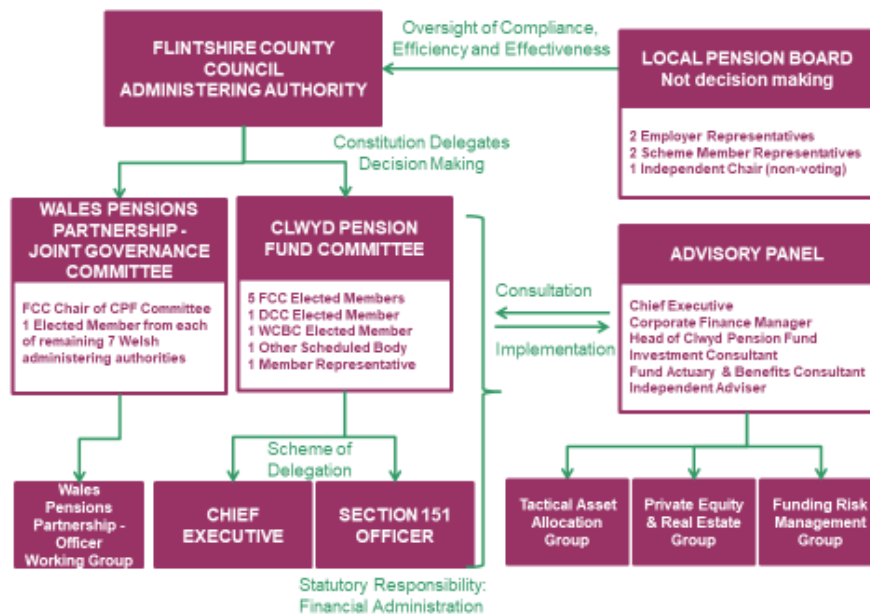 Oversight of Compliance,
Efficiency and Effectiveness
FLINTSHIRE COUNTY
COUNCIL
ADMINISTERING AUTHORITY
LOCAL PENSION BOARD
Not decision making
2 Employer Representatives
2 Scheme Member Representatives
1 Independent Chair (non-voting)
Constitution Delegates
Decision Making
WALES PENSIONS
PARTNERSHIP -
JOINT GOVERNANCE
COMMITTEE
FCC Chair of CPF Committee
1 Elected Member from each
of remaining 7 Welsh
administering authorities
CLWYD PENSION
FUND COMMITTEE
5 FCC Elected Members
1 DCC Elected Member
1 WCBC Elected Member
1 Other Scheduled Body
1 Member Representative
Consultation
Implementation
ADVISORY PANEL
Chief Executive
Corporate Finance Manager
Head of Clwyd Pension Fund
Investment Consultant
Fund Actuary & Benefits Consultant
Independent Adviser
Scheme of
Delegation
Wales
Pensions
Partnership -
Officer
Working Group
CHIEF
EXECUTIVE
SECTION 151
OFFICER
Tactical Asset
Allocation
Group
Private Equity
& Real Estate
Group
Funding Risk
Management
Group
Statutory Responsibility:
Financial Administration